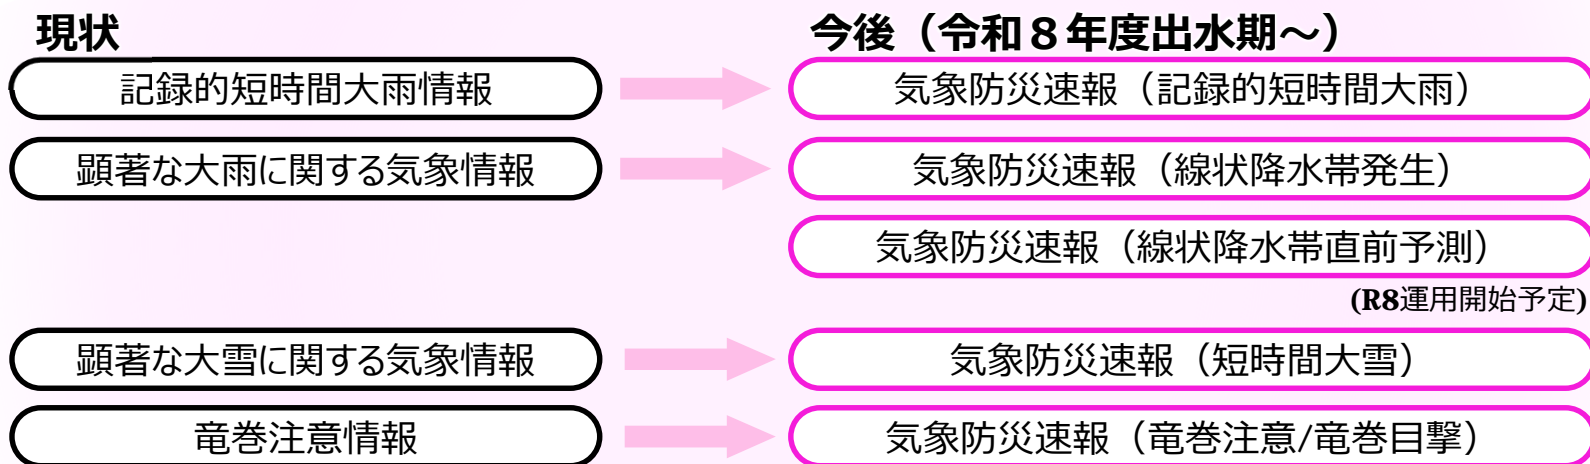 現状
今後（令和８年度出水期～）
記録的短時間大雨情報
気象防災速報（記録的短時間大雨）
顕著な大雨に関する気象情報
気象防災速報（線状降水帯発生）
気象防災速報（線状降水帯直前予測）
(R8運用開始予定)
顕著な大雪に関する気象情報
気象防災速報（短時間大雪）
竜巻注意情報
気象防災速報（竜巻注意/竜巻目撃）